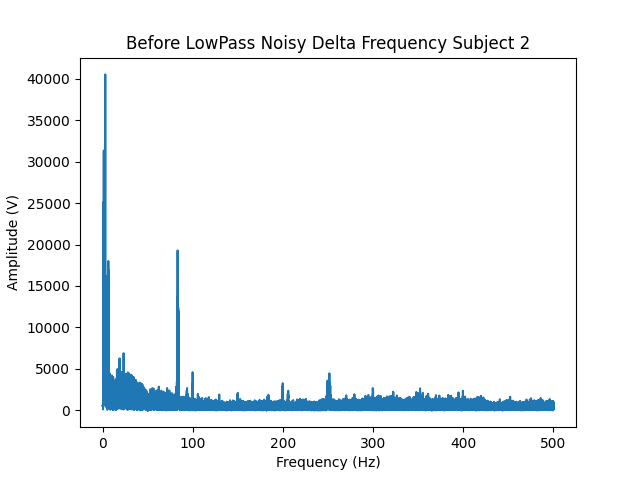 Before LowPass Noisy Delta Frequency Subject 2
Amplitude (V)
40000
35000
30000
25000
20000
15000
10000
5000
0
0 100 200 300 400 500
Frequency (Hz)